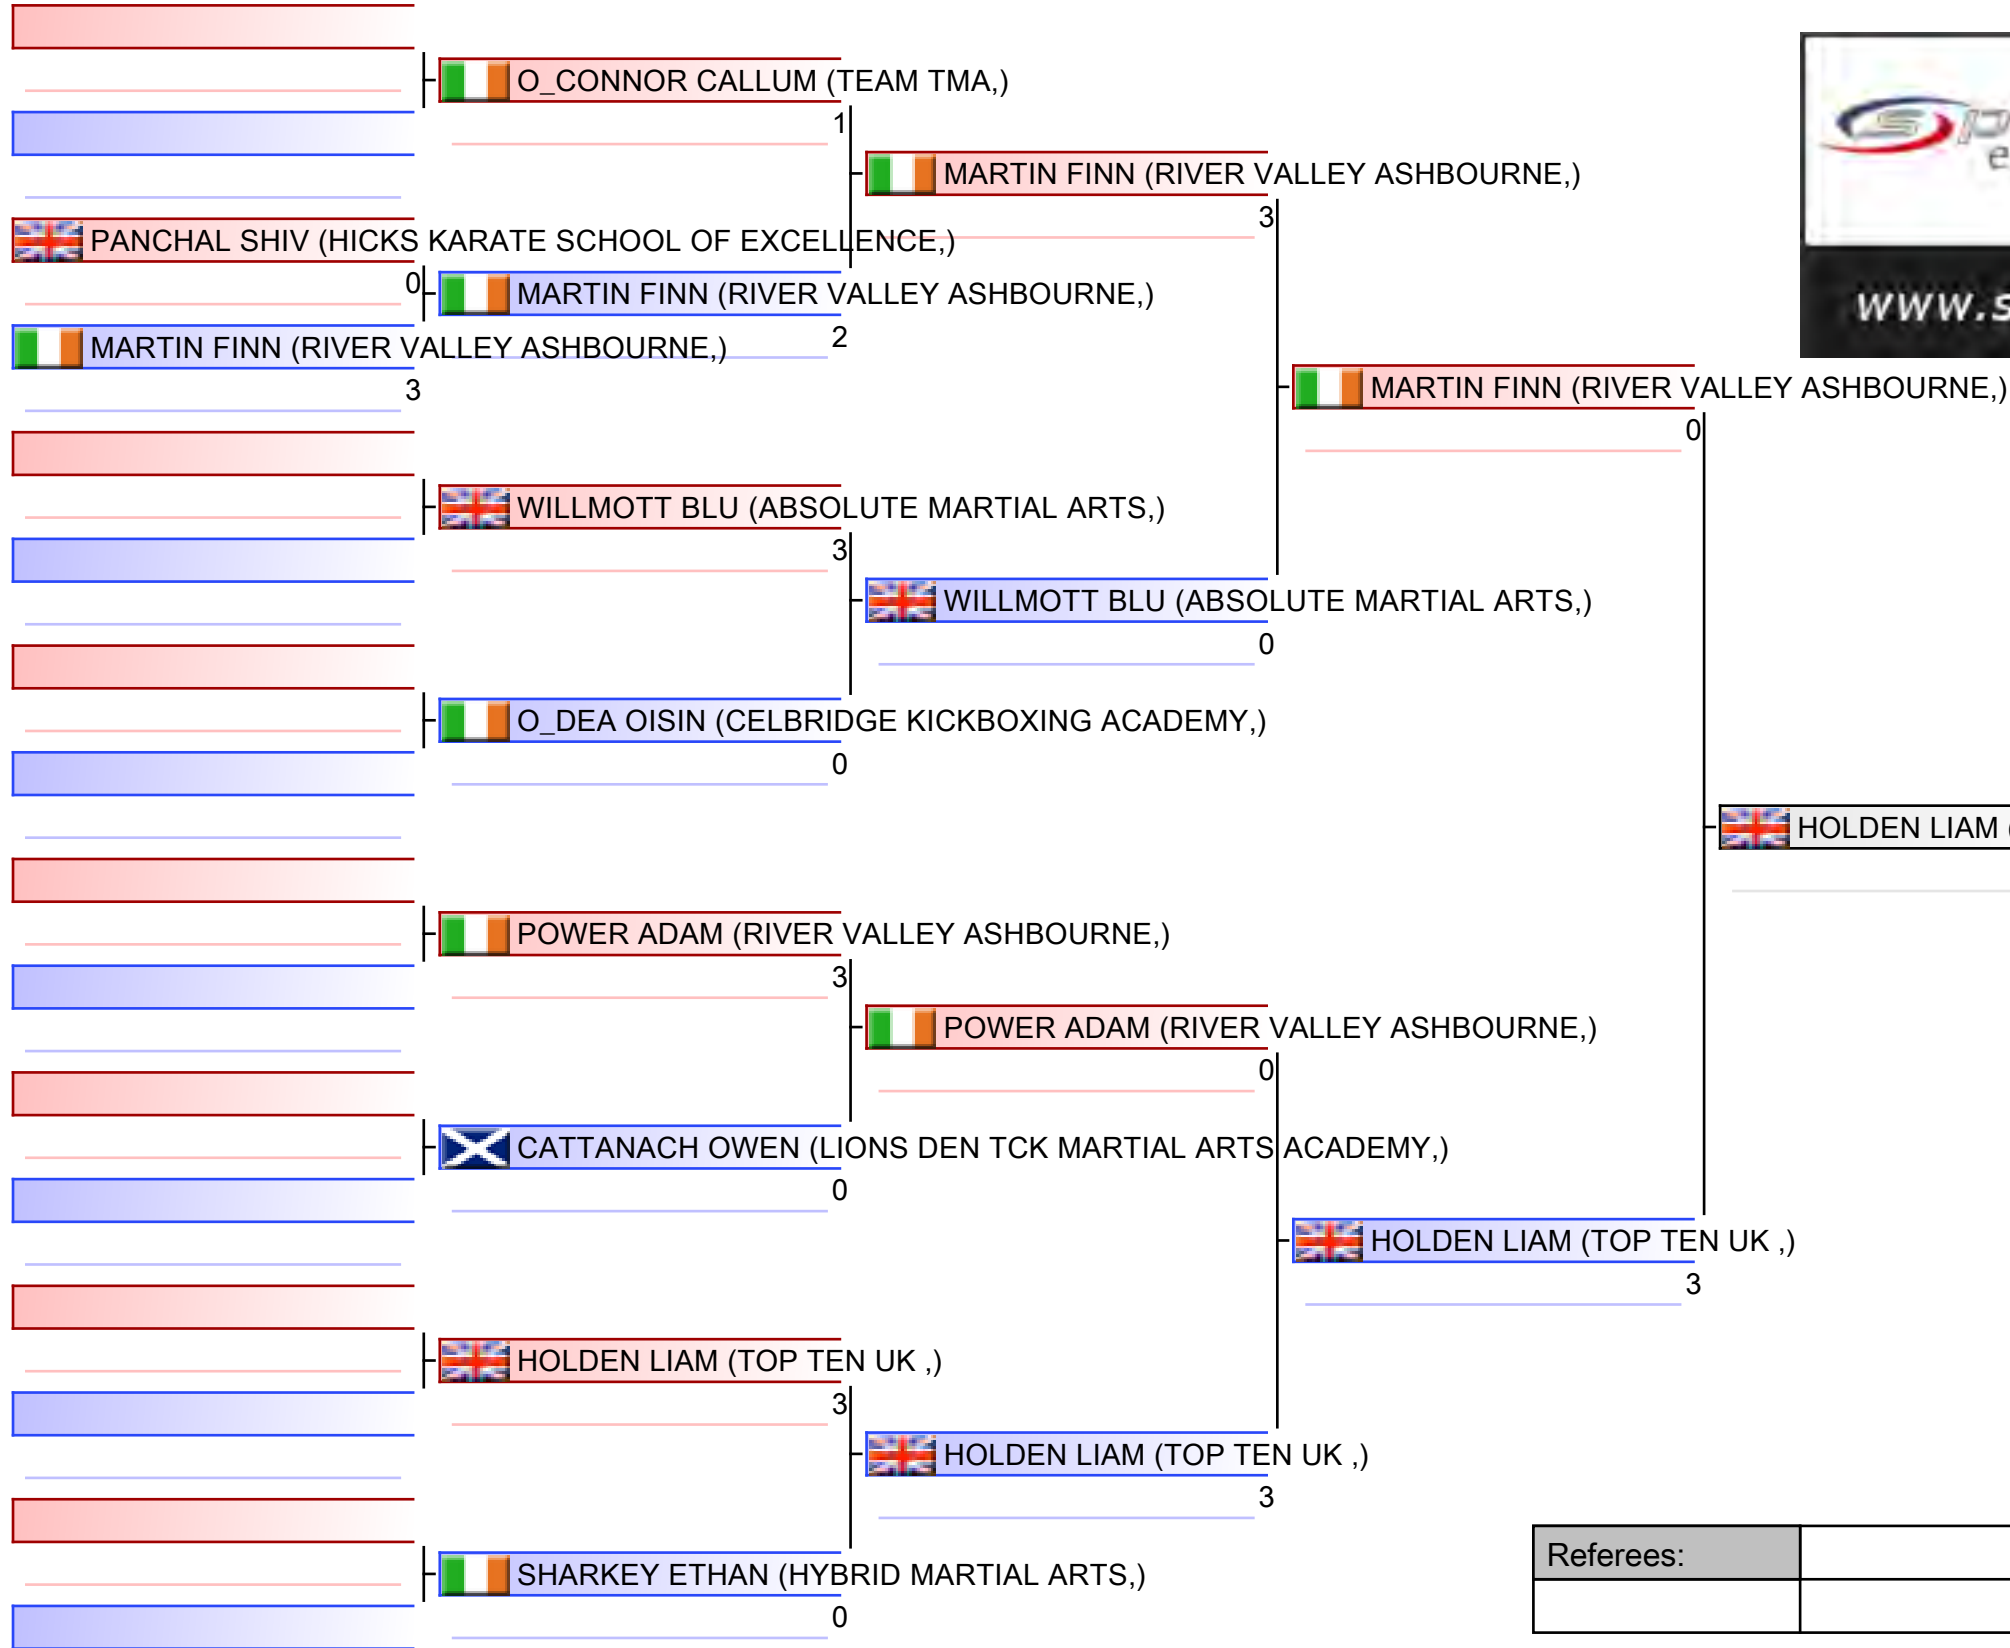 O_CONNOR CALLUM (TEAM TMA,)
1
MARTIN FINN (RIVER VALLEY ASHBOURNE,)
3
PANCHAL SHIV (HICKS KARATE SCHOOL OF EXCELLENCE,)
0
MARTIN FINN (RIVER VALLEY ASHBOURNE,)
2
MARTIN FINN (RIVER VALLEY ASHBOURNE,)
3
www.s
MARTIN FINN (RIVER VALLEY ASHBOURNE,)
0
WILLMOTT BLU (ABSOLUTE MARTIAL ARTS,)
3
WILLMOTT BLU (ABSOLUTE MARTIAL ARTS,)
0
O_DEA OISIN (CELBRIDGE KICKBOXING ACADEMY,)
0
HOLDEN LIAM (
POWER ADAM (RIVER VALLEY ASHBOURNE,)
3
POWER ADAM (RIVER VALLEY ASHBOURNE,)
0
CATTANACH OWEN (LIONS DEN TCK MARTIAL ARTS ACADEMY,)
0
HOLDEN LIAM (TOP TEN UK ,)
3
HOLDEN LIAM (TOP TEN UK ,)
3
HOLDEN LIAM (TOP TEN UK ,)
3
SHARKEY ETHAN (HYBRID MARTIAL ARTS,)
0
Referees: